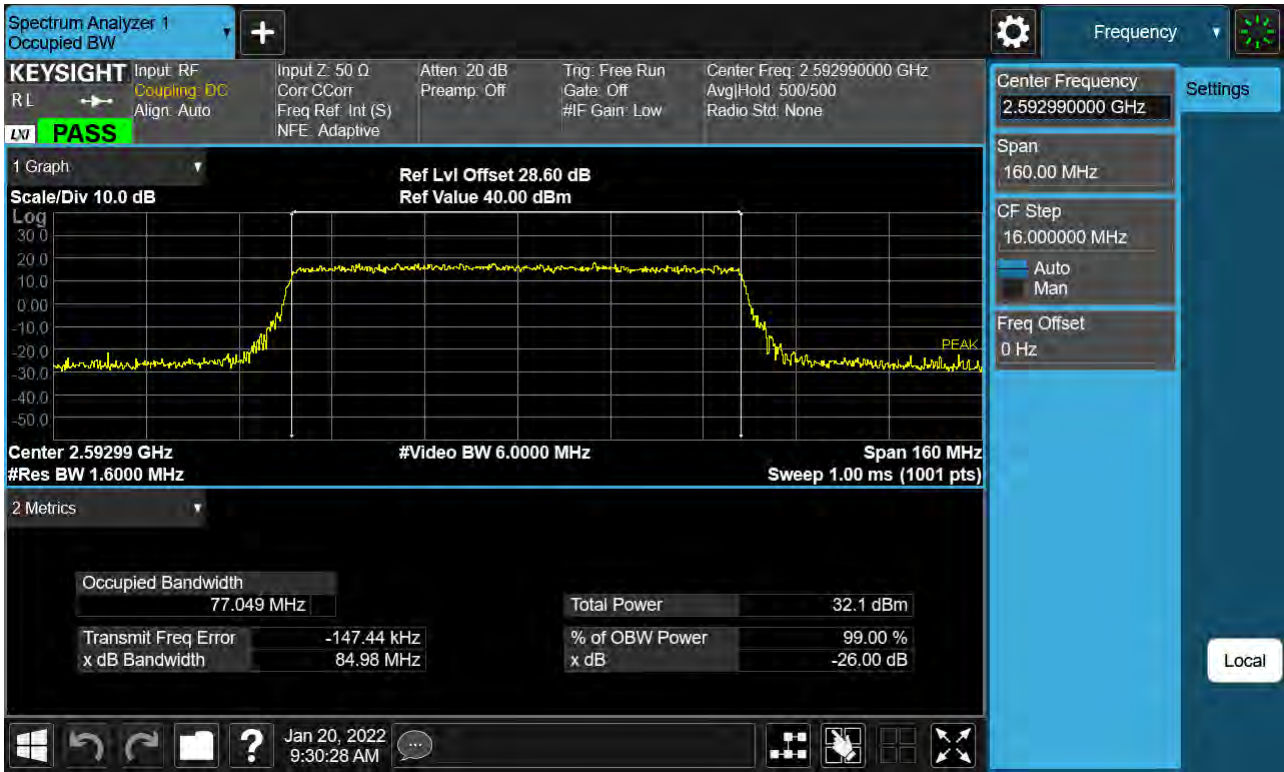 Spectrum Analyzer 1
Occupied BW
+
Frequency
KEYSIGHT
RL
LXI
PASS
Input: RF
Coupling: DC
Align: Auto
Input Z: 50 Ω
Corr CCorr
Freq Ref: Int (S)
NFE: Adaptive
Atten: 20 dB
Preamp: Off
Trig: Free Run
Gate: Off
#IF Gain: Low
Center Freq: 2.592990000 GHz
Avg|Hold: 500/500
Radio Std: None
Center Frequency
2.592990000 GHz
Settings
Span
160.00 MHz
CF Step
16.000000 MHz
Auto
Man
Freq Offset
0 Hz
1 Graph
Ref Lvl Offset 28.60 dB
Scale/Div 10.0 dB
Ref Value 40.00 dBm
Log
30.0
20.0
10.0
0.00
-10.0
-20.0
-30.0
-40.0
-50.0
PEAK
Center 2.59299 GHz
#Video BW 6.0000 MHz
Span 160 MHz
#Res BW 1.6000 MHz
Sweep 1.00 ms (1001 pts)
2 Metrics
Occupied Bandwidth
77.049 MHz
Total Power 32.1 dBm
Transmit Freq Error -147.44 kHz
% of OBW Power 99.00 %
x dB Bandwidth 84.98 MHz
x dB -26.00 dB
Local
?
Jan 20, 2022
9:30:28 AM